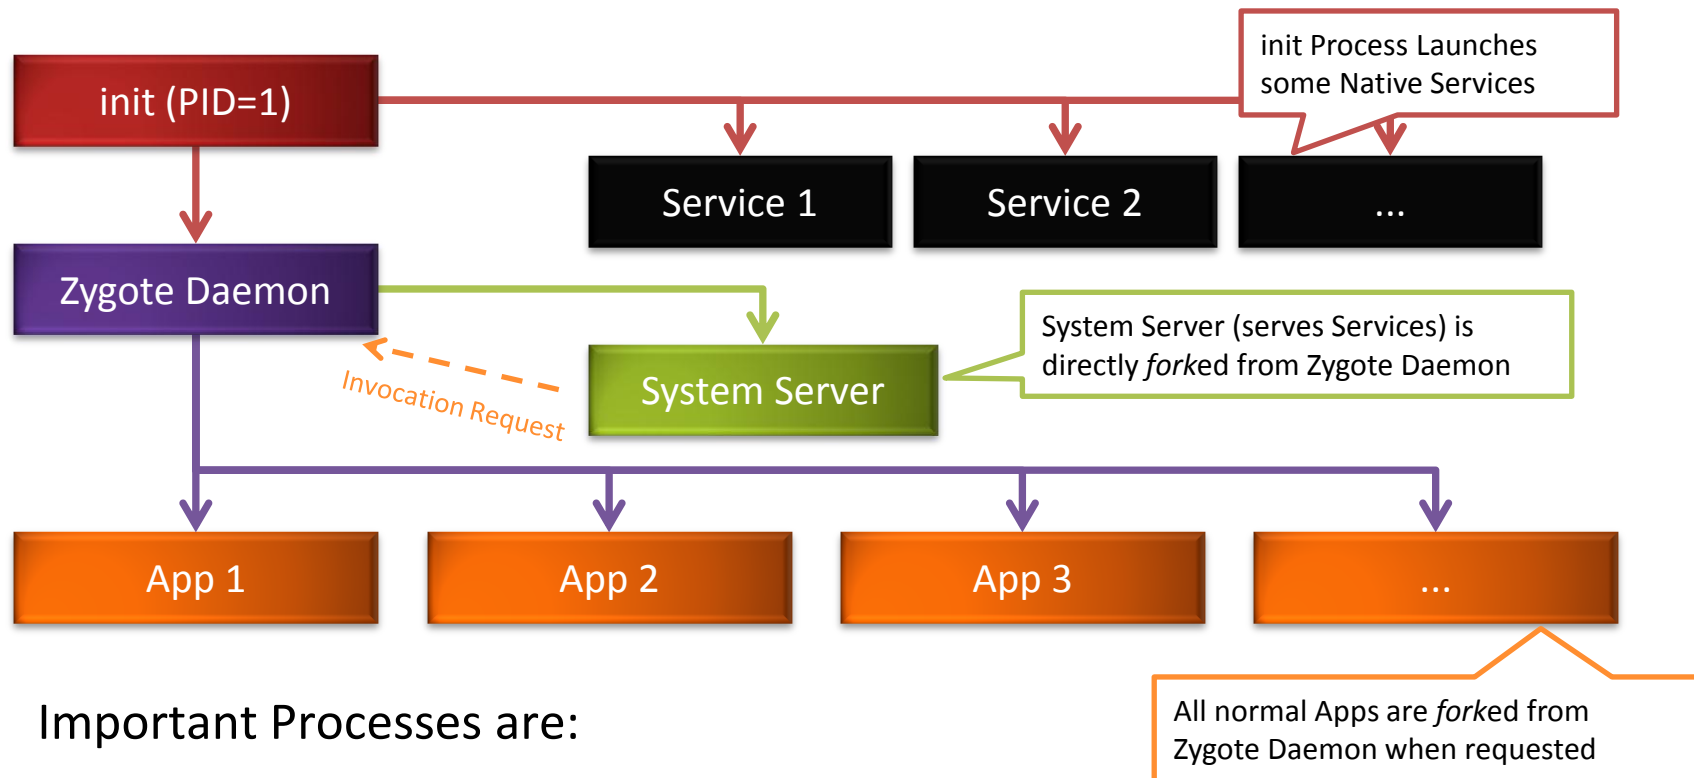 init (PID=1)
init Process Launches
some Native Services
Service 1
Service 2
...
Zygote Daemon
System Server (serves Services) is
directly forked from Zygote Daemon
Invocation Request
System Server
App 1
App 2
App 3
...
Important Processes are:
All normal Apps are forked from
Zygote Daemon when requested